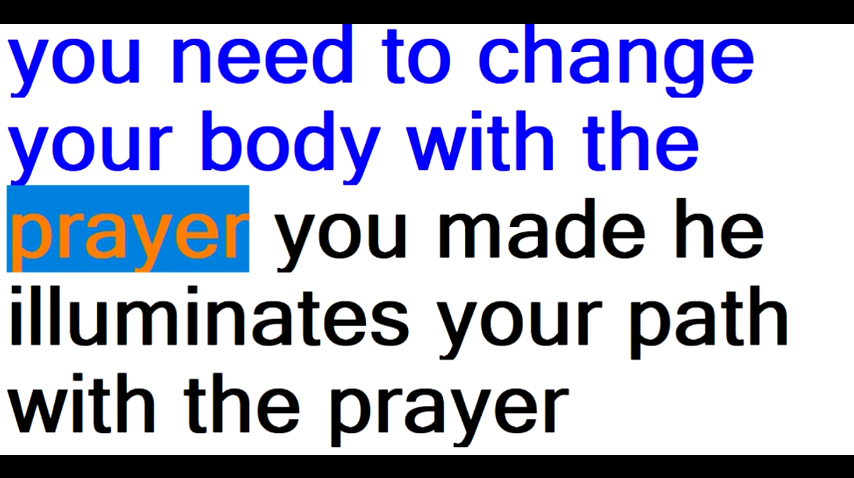 you need to change
your body with the
prayer you made he
illuminates your path
with the prayer